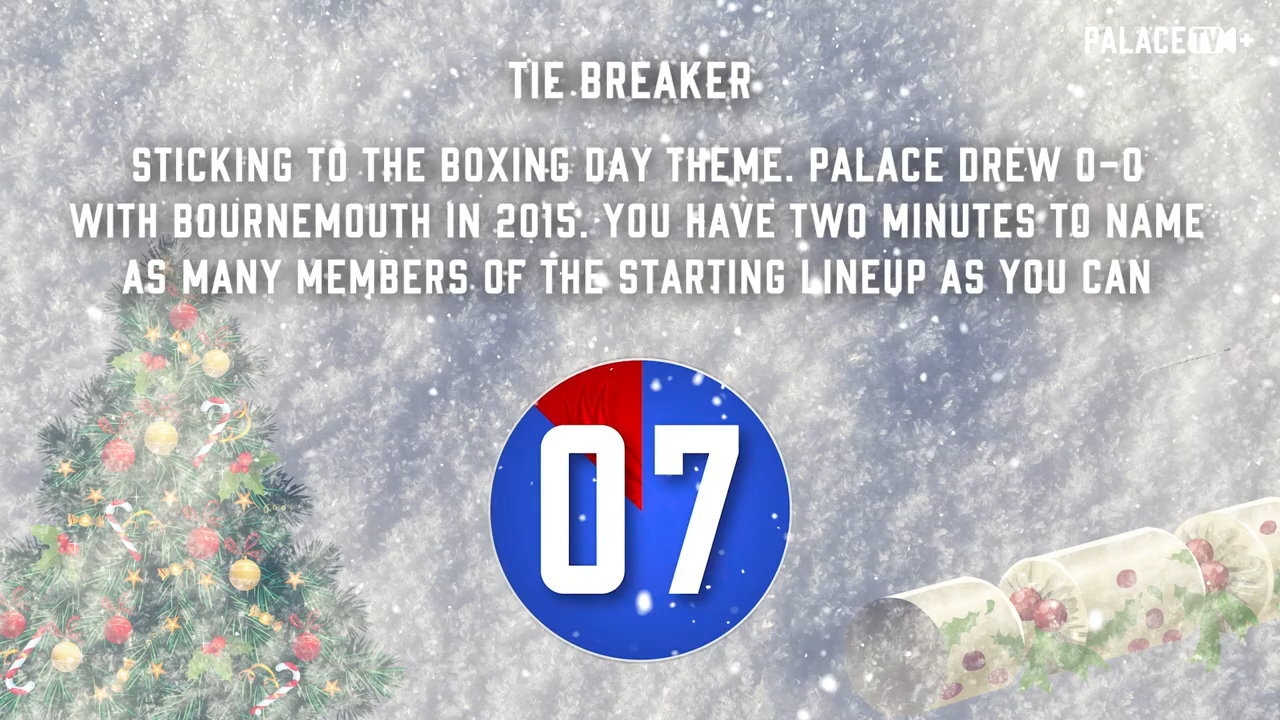 PALACE TV+
TIE BREAKER
STICKING TO THE BOXING DAY THEME. PALACE DREW 0-0
WITH BOURNEMOUTH IN 2015. YOU HAVE TWO MINUTES TO NAME
AS MANY MEMBERS OF THE STARTING LINEUP AS YOU CAN
07